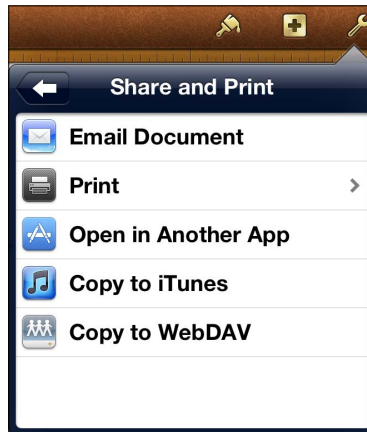 Share and Print
Email Document
Print
Open in Another App
Copy to iTunes
Copy to WebDAV